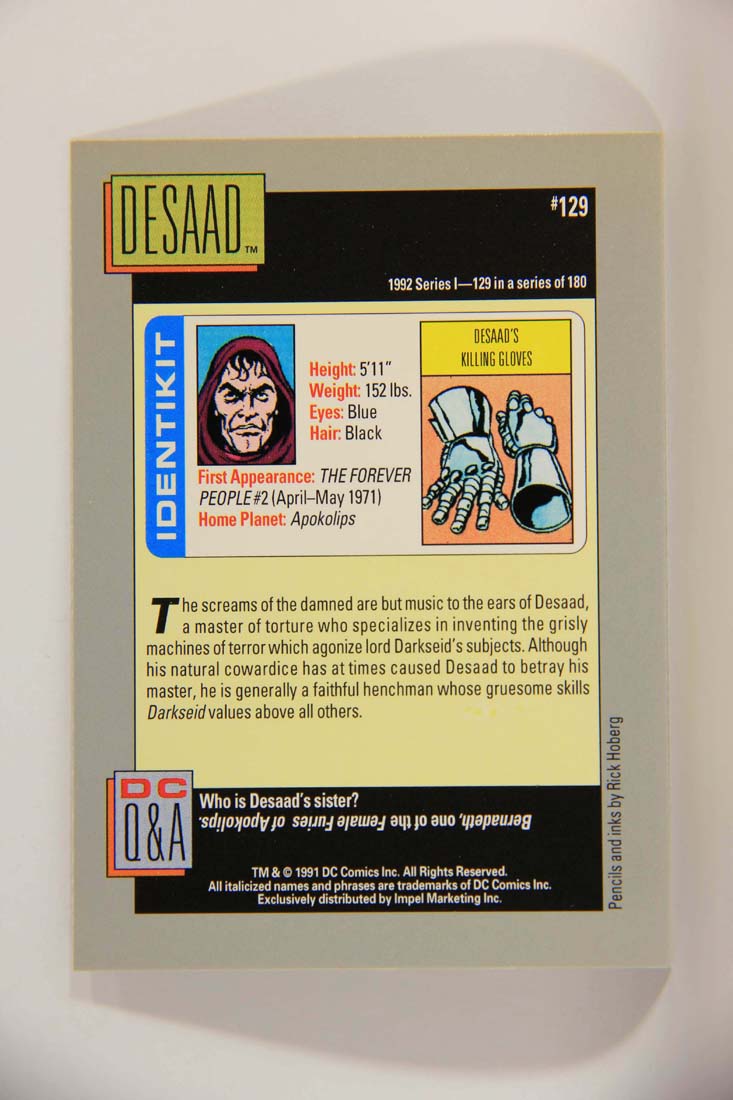 DESAAD™
#129
1992 Series I—129 in a series of 180
IDENTIKIT
Height: 5'11"
Weight: 152 lbs.
Eyes: Blue
Hair: Black
First Appearance: THE FOREVER
PEOPLE #2 (April–May 1971)
Home Planet: Apokolips
DESAAD'S
KILLING GLOVES
The screams of the damned are but music to the ears of Desaad,
a master of torture who specializes in inventing the grisly
machines of terror which agonize lord Darkseid's subjects. Although
his natural cowardice has at times caused Desaad to betray his
master, he is generally a faithful henchman whose gruesome skills
Darkseid values above all others.
DC
Q&A
Who is Desaad's sister?
Bernadeth, one of the Female Furies of Apokolips.
TM & © 1991 DC Comics Inc. All Rights Reserved.
All italicized names and phrases are trademarks of DC Comics Inc.
Exclusively distributed by Impel Marketing Inc.
Pencils and inks by Rick Hoberg